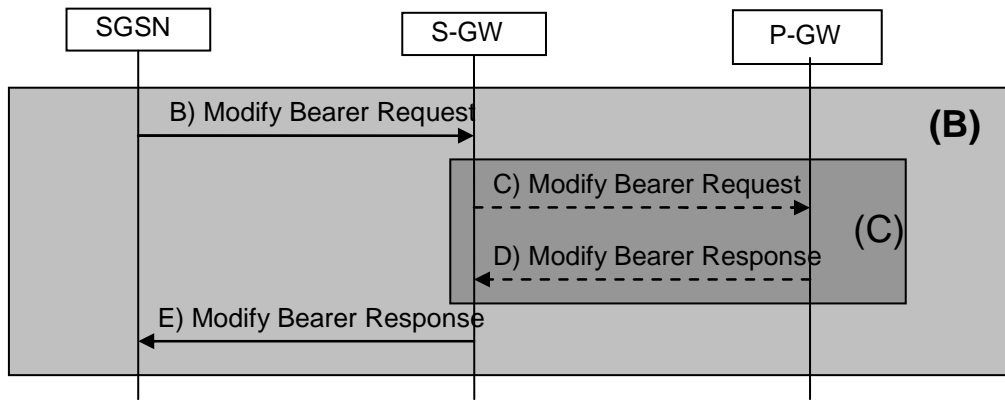 SGSN
S-GW
P-GW
B) Modify Bearer Request
(B)
C) Modify Bearer Request
(C)
D) Modify Bearer Response
E) Modify Bearer Response